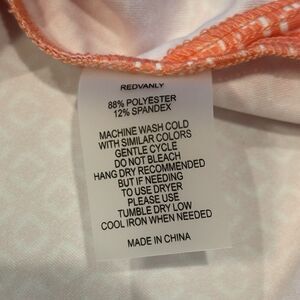 REDVANLY
88% POLYESTER
12% SPANDEX
MACHINE WASH COLD
WITH SIMILAR COLORS
GENTLE CYCLE
DO NOT BLEACH
HANG DRY RECOMMENDED
BUT IF NEEDING
TO USE DRYER
PLEASE USE
TUMBLE DRY LOW
COOL IRON WHEN NEEDED
MADE IN CHINA